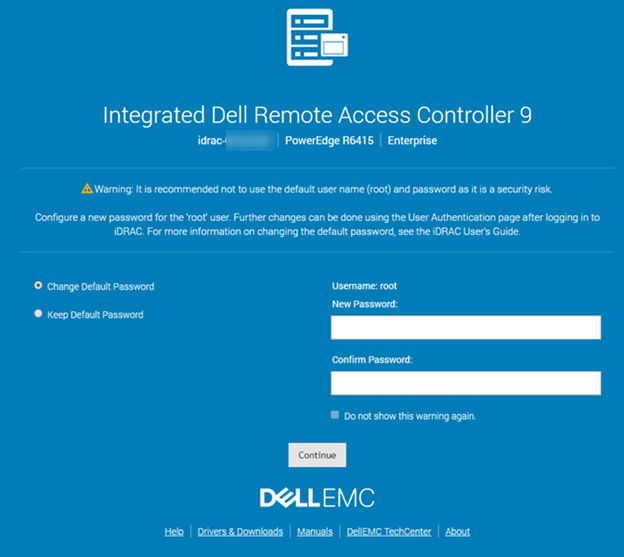 Integrated Dell Remote Access Controller 9
idrac- | PowerEdge R6415 | Enterprise
Warning: It is recommended not to use the default user name (root) and password as it is a security risk.
Configure a new password for the 'root' user. Further changes can be done using the User Authentication page after logging in to
iDRAC. For more information on changing the default password, see the iDRAC User's Guide.
Change Default Password
Keep Default Password
Username: root
New Password:
Confirm Password:
Do not show this warning again.
Continue
DELLEMC
Help | Drivers & Downloads | Manuals | DellEMC TechCenter | About